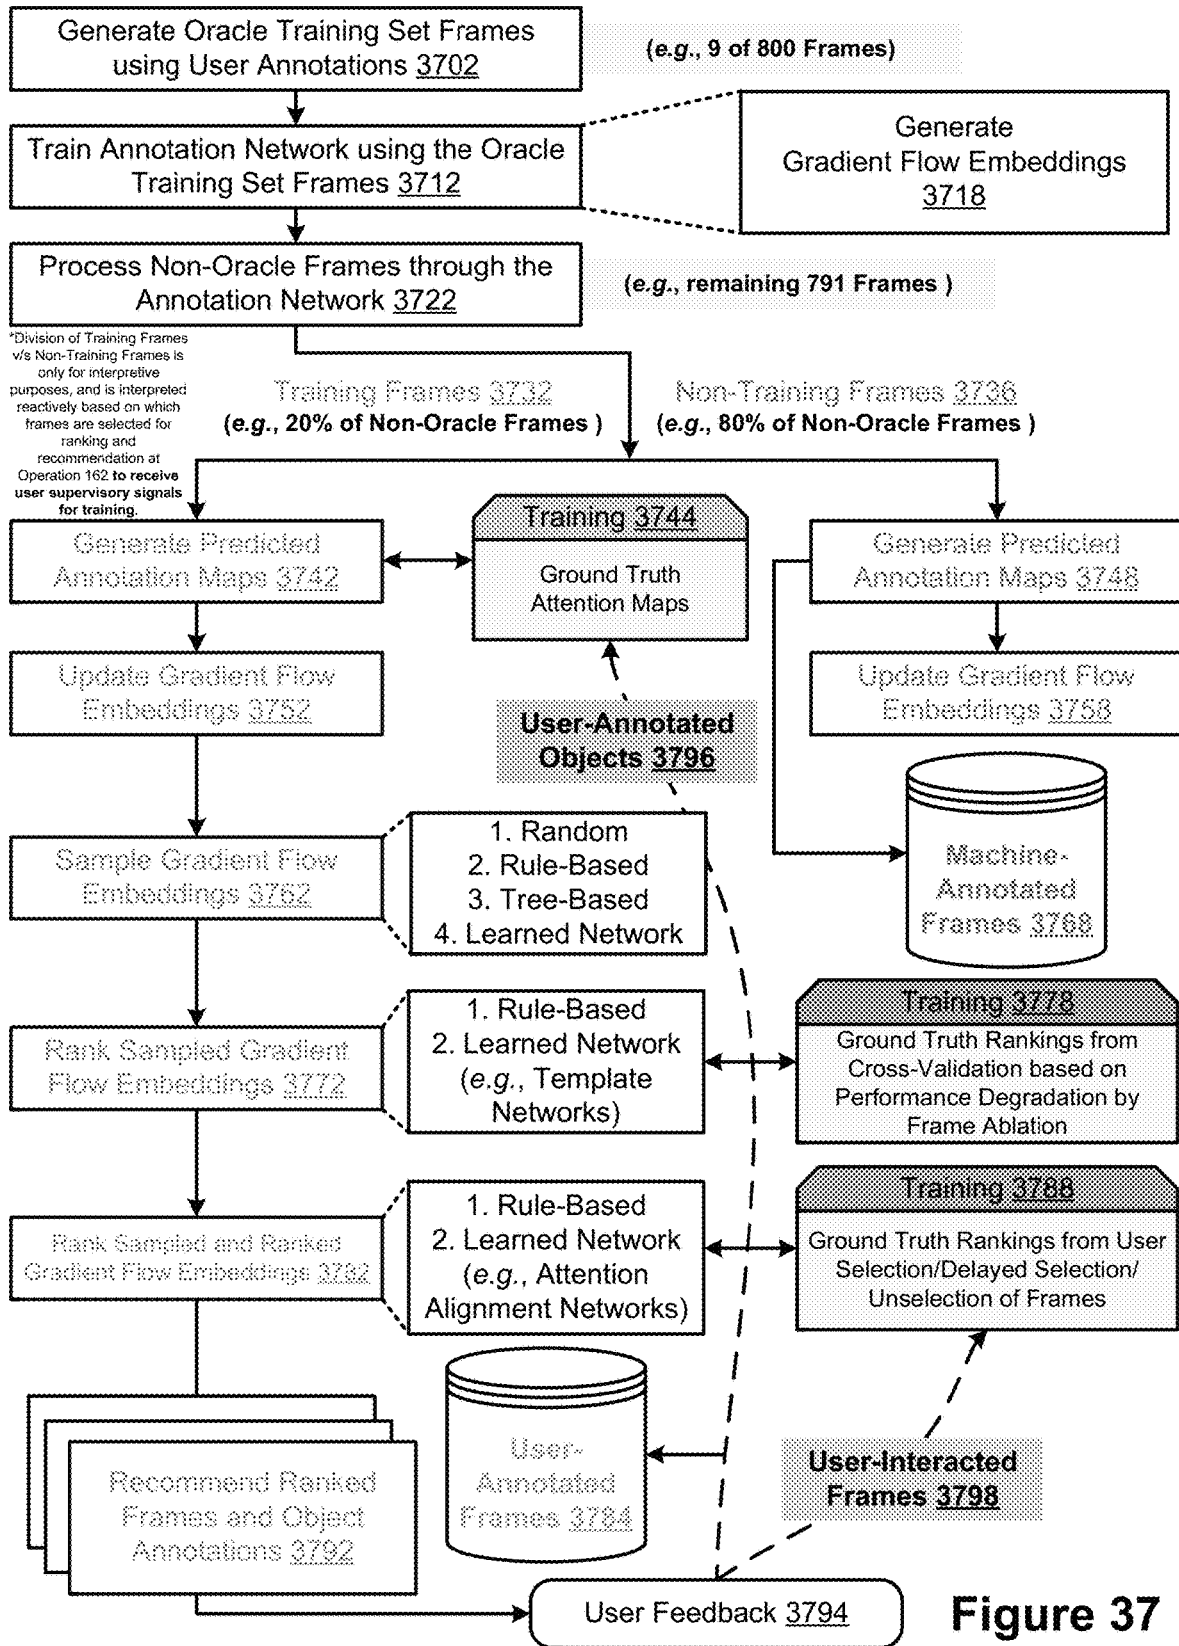 Generate Oracle Training Set Frames
using User Annotations 3702
(e.g., 9 of 800 Frames)
Train Annotation Network using the Oracle
Training Set Frames 3712
Generate
Gradient Flow Embeddings
3718
Process Non-Oracle Frames through the
Annotation Network 3722
(e.g., remaining 791 Frames )
*Division of Training Frames
v/s Non-Training Frames is
only for interpretive
purposes, and is interpreted
reactively based on which
frames are selected for
ranking and
recommendation at
Operation 162 to receive
user supervisory signals
for training.
Training Frames 3732
(e.g., 20% of Non-Oracle Frames )
Non-Training Frames 3736
(e.g., 80% of Non-Oracle Frames )
Generate Predicted
Annotation Maps 3742
Training 3744
Ground Truth
Attention Maps
Generate Predicted
Annotation Maps 3748
Update Gradient Flow
Embeddings 3752
User-Annotated
Objects 3796
Update Gradient Flow
Embeddings 3758
Sample Gradient Flow
Embeddings 3762
1. Random
2. Rule-Based
3. Tree-Based
4. Learned Network
Machine-
Annotated
Frames 3768
Rank Sampled Gradient
Flow Embeddings 3772
1. Rule-Based
2. Learned Network
(e.g., Template
Networks)
Training 3778
Ground Truth Rankings from
Cross-Validation based on
Performance Degradation by
Frame Ablation
Rank Sampled and Ranked
Gradient Flow Embeddings 3782
1. Rule-Based
2. Learned Network
(e.g., Attention
Alignment Networks)
Training 3788
Ground Truth Rankings from User
Selection/Delayed Selection/
Unselection of Frames
Recommend Ranked
Frames and Object
Annotations 3792
User-
Annotated
Frames 3784
User-Interacted
Frames 3798
User Feedback 3794
Figure 37